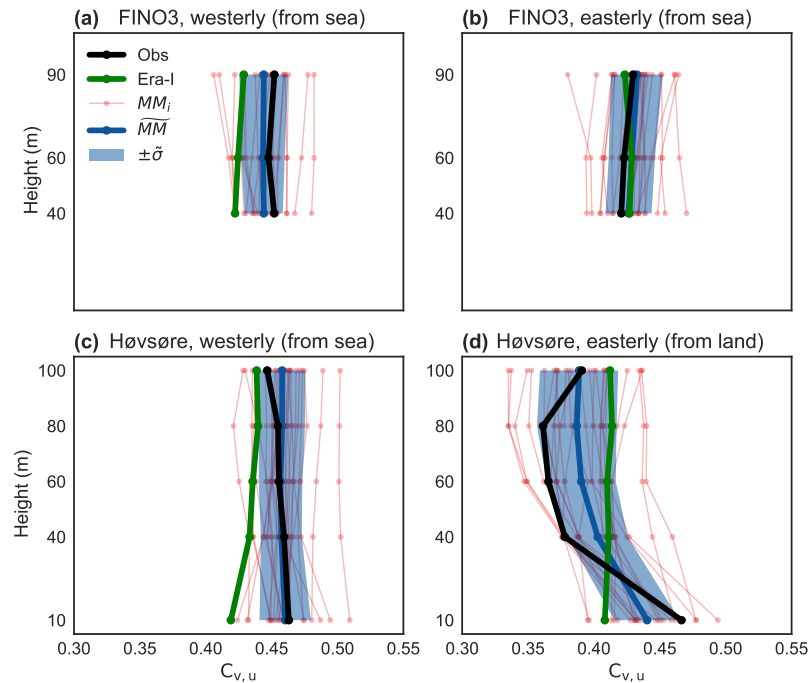 (a) FINO3, westerly (from sea)
(b) FINO3, easterly (from sea)
Obs
Era-I
MM_i
\widetilde{MM}
±σ̃
Height (m)
90
60
40
90
60
40
(c) Høvsøre, westerly (from sea)
(d) Høvsøre, easterly (from land)
Height (m)
100
80
60
40
10
100
80
60
40
10
0.30 0.35 0.40 0.45 0.50 0.55
0.30 0.35 0.40 0.45 0.50 0.55
C_{v, u}
C_{v, u}